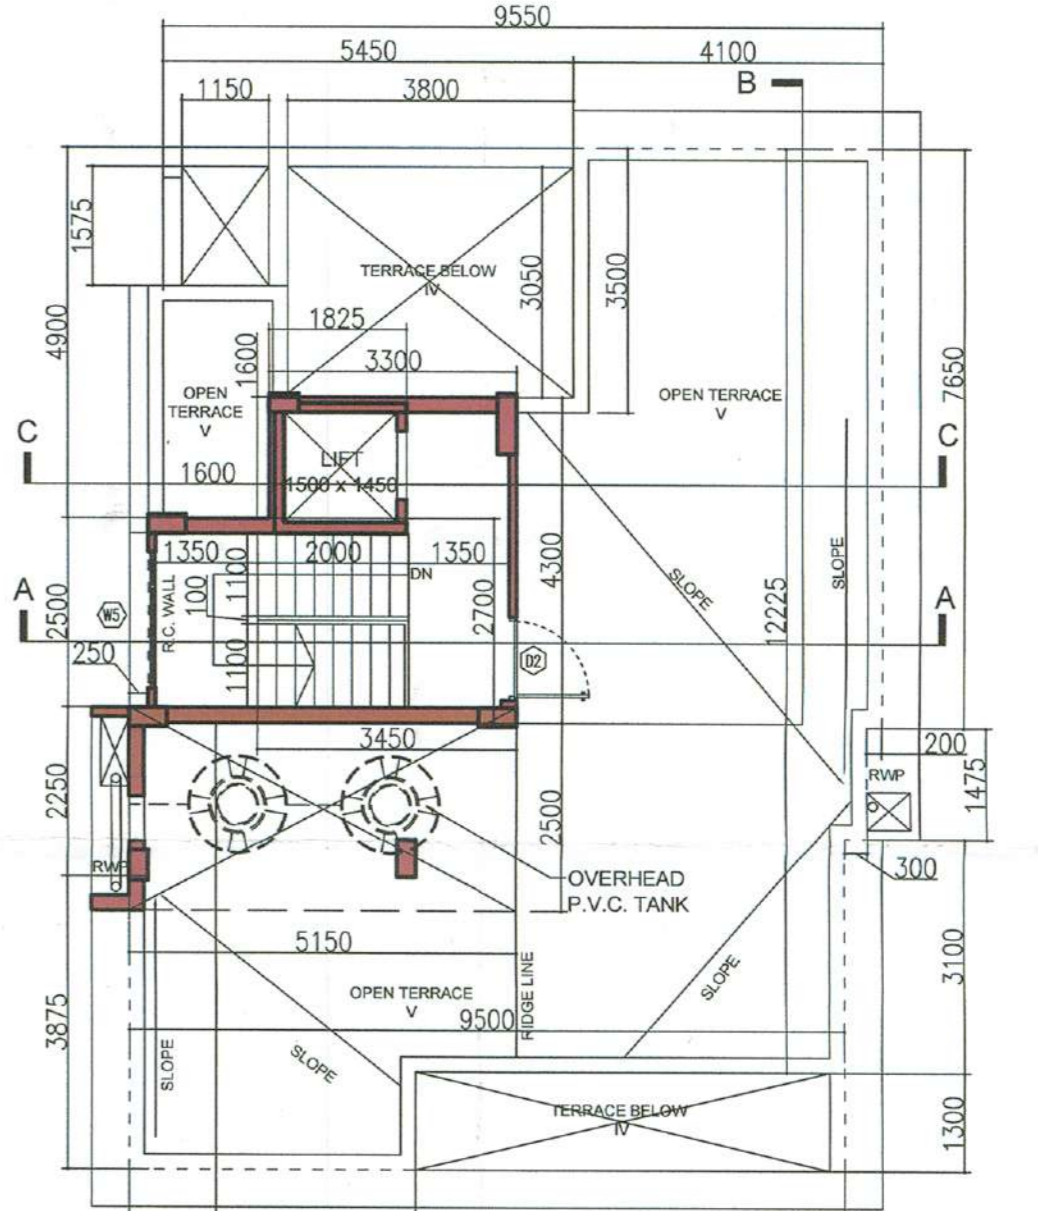 9550
5450
4100
1150
3800
B
1575
TERRACE BELOW
IV
3050
3500
4900
1825
3300
1600
7650
OPEN
TERRACE
V
OPEN TERRACE
V
C
C
LIFT
1500 x 1450
1600
1350
2000
1350
DN
1100
100
1100
R.C. WALL
2700
4300
SLOPE
12225
SLOPE
A
A
2500
W5
250
D2
3450
200
RWP
1475
2250
2500
RWP
300
OVERHEAD
P.V.C. TANK
5150
RIDGE LINE
3100
OPEN TERRACE
V
9500
SLOPE
3875
SLOPE
SLOPE
TERRACE BELOW
IV
1300